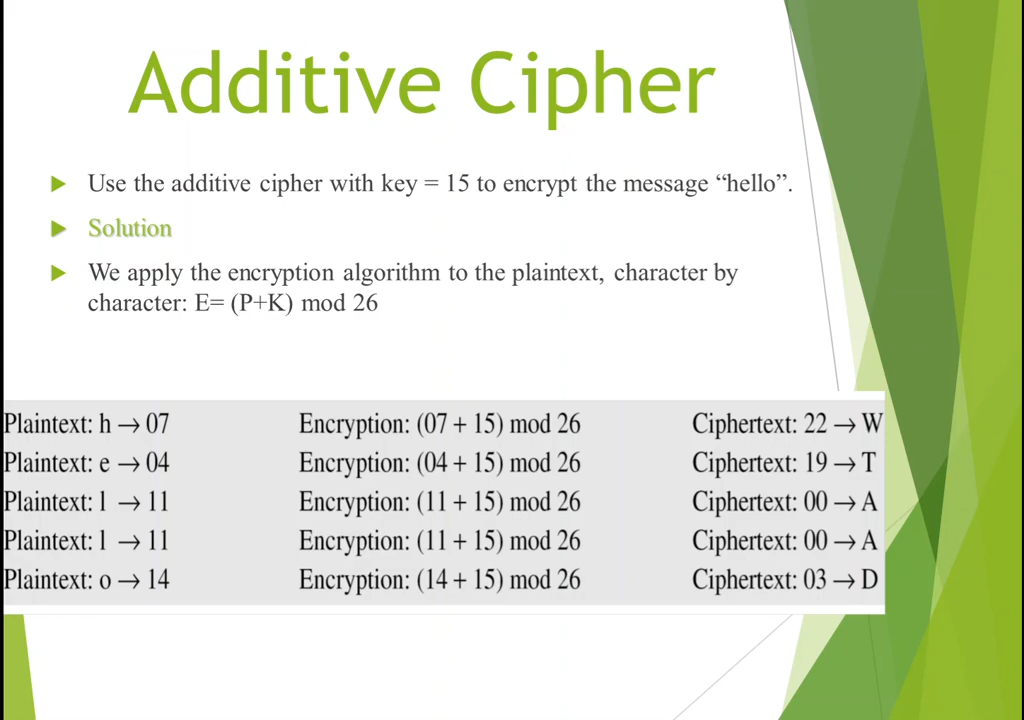 Additive Cipher
Use the additive cipher with key = 15 to encrypt the message “hello”.
Solution
We apply the encryption algorithm to the plaintext, character by
character: E= (P+K) mod 26
Plaintext: h → 07 Encryption: (07 + 15) mod 26 Ciphertext: 22 → W
Plaintext: e → 04 Encryption: (04 + 15) mod 26 Ciphertext: 19 → T
Plaintext: l → 11 Encryption: (11 + 15) mod 26 Ciphertext: 00 → A
Plaintext: l → 11 Encryption: (11 + 15) mod 26 Ciphertext: 00 → A
Plaintext: o → 14 Encryption: (14 + 15) mod 26 Ciphertext: 03 → D